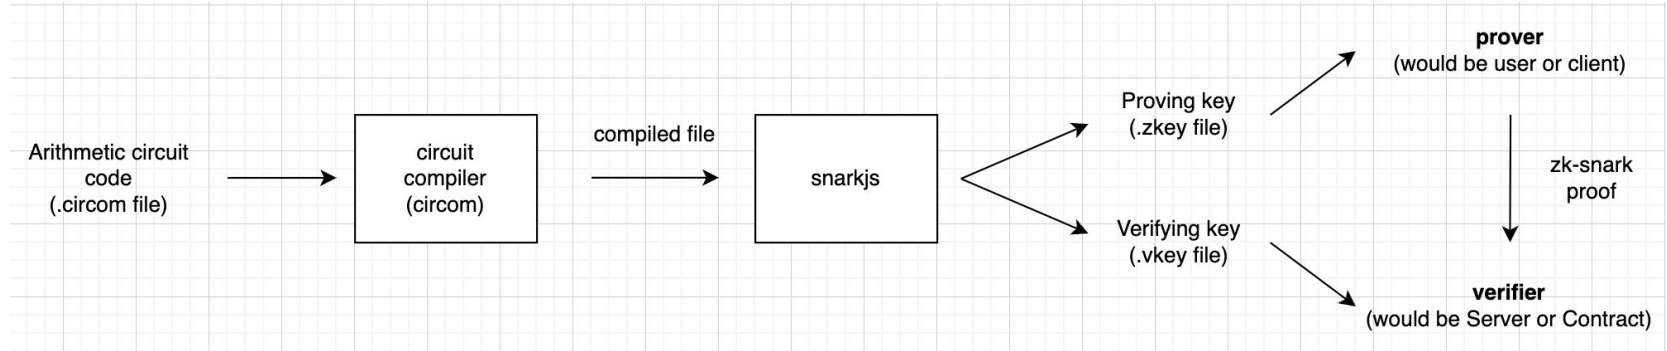 Arithmetic circuit
code
(.circom file)
circuit
compiler
(circom)
compiled file
snarkjs
Proving key
(.zkey file)
Verifying key
(.vkey file)
prover
(would be user or client)
zk-snark
proof
verifier
(would be Server or Contract)